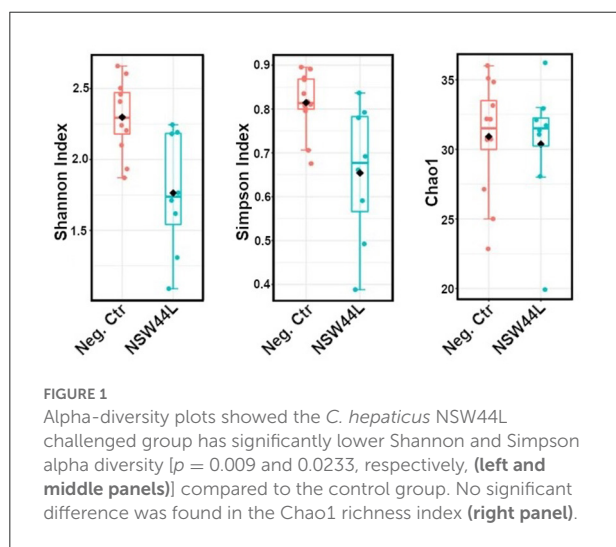 Shannon Index
2.5
2.0
1.5
Neg. Ctr
NSW44L
Simpson Index
0.9
0.8
0.7
0.6
0.5
0.4
Neg. Ctr
NSW44L
Chao1
35
30
25
20
Neg. Ctr
NSW44L
FIGURE 1
Alpha-diversity plots showed the C. hepaticus NSW44L
challenged group has significantly lower Shannon and Simpson
alpha diversity [p = 0.009 and 0.0233, respectively, (left and
middle panels)] compared to the control group. No significant
difference was found in the Chao1 richness index (right panel).